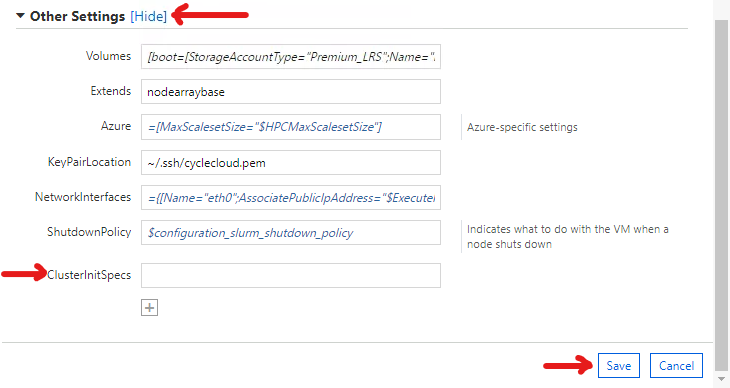 Other Settings [Hide]
Volumes [boot=[StorageAccountType="Premium_LRS";Name=".
Extends nodearraybase
Azure =[MaxScalesetSize="$HPCMaxScalesetSize"] Azure-specific settings
KeyPairLocation ~/.ssh/cyclecloud.pem
NetworkInterfaces ={[Name="eth0";AssociatePublicIpAddress="$Execute
ShutdownPolicy $configuration_slurm_shutdown_policy Indicates what to do with the VM when a
node shuts down
ClusterInitSpecs
Save Cancel